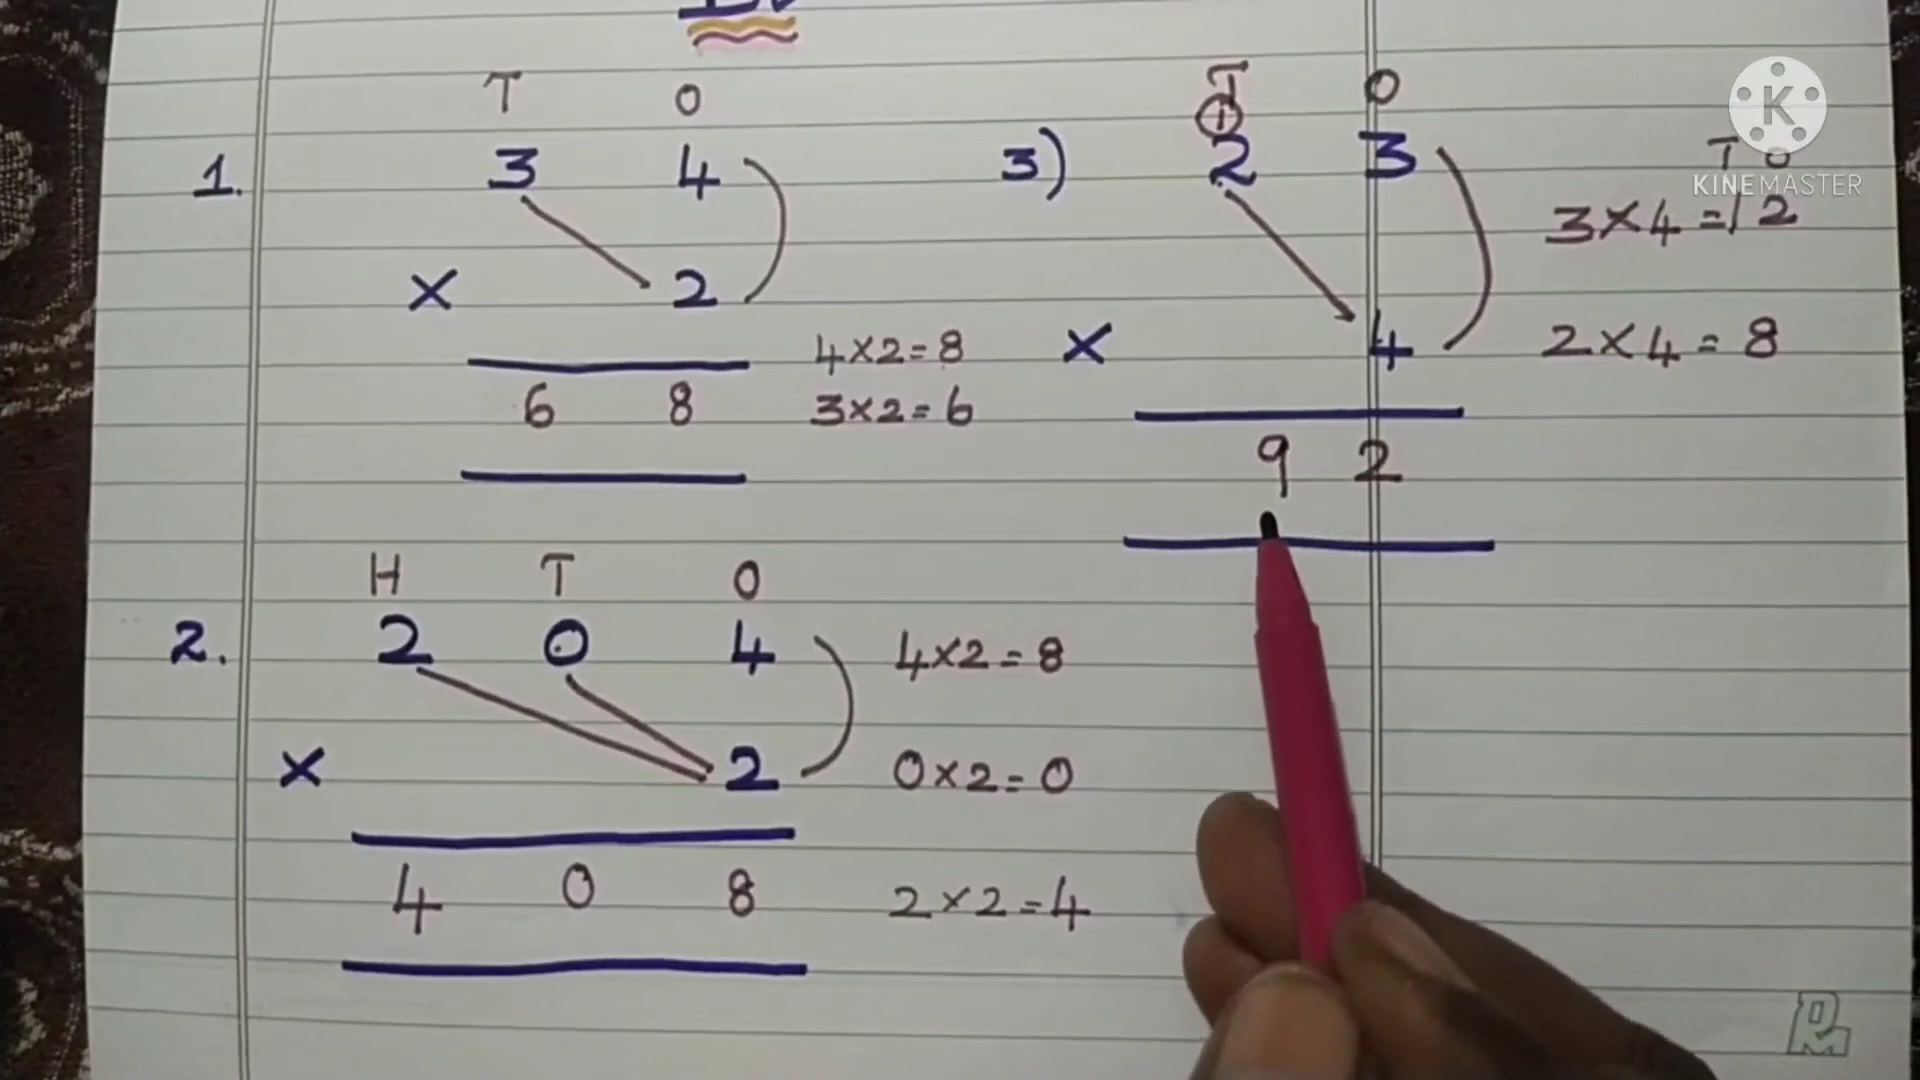 T O
1. 3 4
× 2
4×2=8
6 8 3×2=6
H T O
2. 2 0 4 4×2=8
× 2 0×2=0
4 0 8 2×2=4
T O
1
3) 2 3
T O
3×4=12
× 4 2×4=8
9 2
K
KINEMASTER